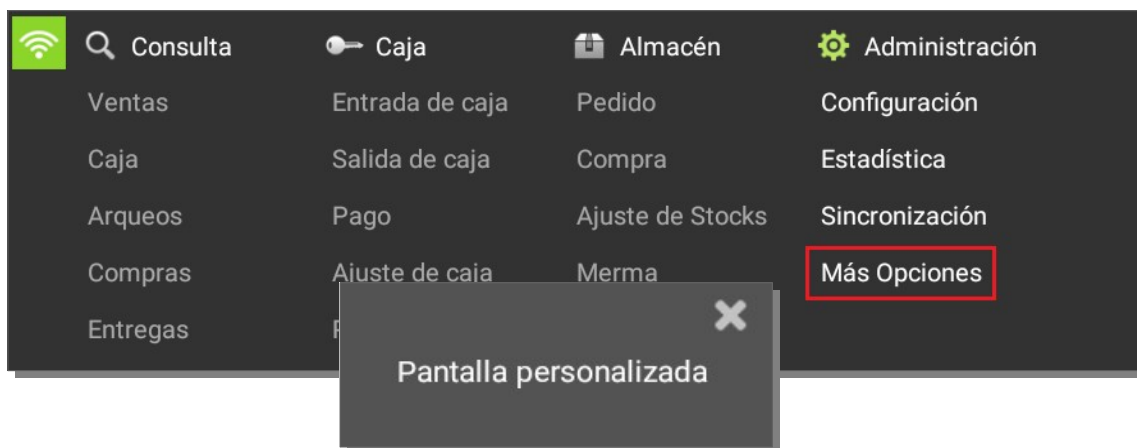 Consulta Caja Almacén Administración
Ventas Entrada de caja Pedido Configuración
Caja Salida de caja Compra Estadística
Arqueos Pago Ajuste de Stocks Sincronización
Compras Ajuste de caja Merma Más Opciones
Entregas
Pantalla personalizada